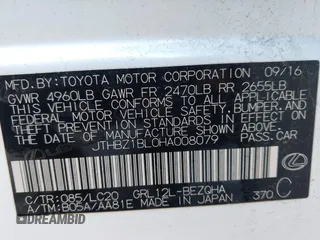 MFD.BY:TOYOTA MOTOR CORPORATION 09/16
GVWR 4960LB GAWR FR 2470LB RR 2655LB
THIS VEHICLE CONFORMS TO ALL APPLICABLE
FEDERAL MOTOR VEHICLE SAFETY, BUMPER, AND
THEFT PREVENTION STANDARDS IN EFFECT ON
THE DATE OF MANUFACTURE SHOWN ABOVE.
JTHBZ1BL0HA008079
PASS.CAR
C/TR:085/LC20 GRL12L-BEZQHA
A/TM:B05A/AA81E MADE IN JAPAN 370 C
DEALERSHIP.COM